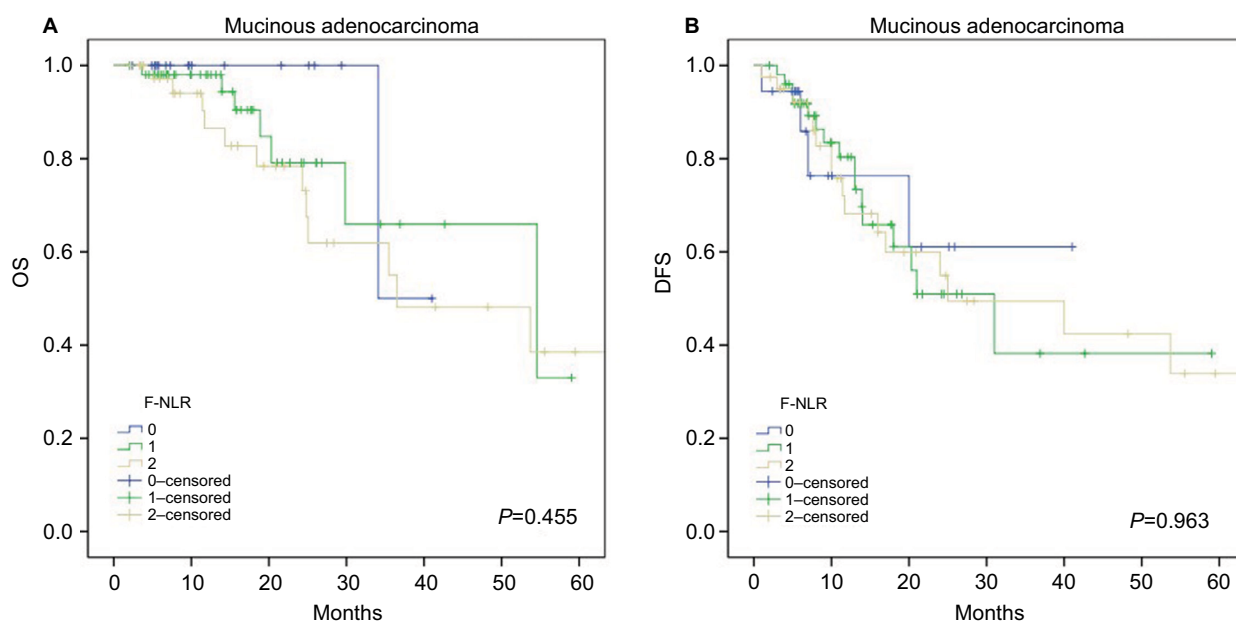 A
Mucinous adenocarcinoma
1.0
0.8
0.6
0.4
0.2
0.0
OS
F-NLR
0
1
2
0–censored
1–censored
2–censored
P=0.455
0 10 20 30 40 50 60
Months
B
Mucinous adenocarcinoma
1.0
0.8
0.6
0.4
0.2
0.0
DFS
F-NLR
0
1
2
0–censored
1–censored
2–censored
P=0.963
0 10 20 30 40 50 60
Months